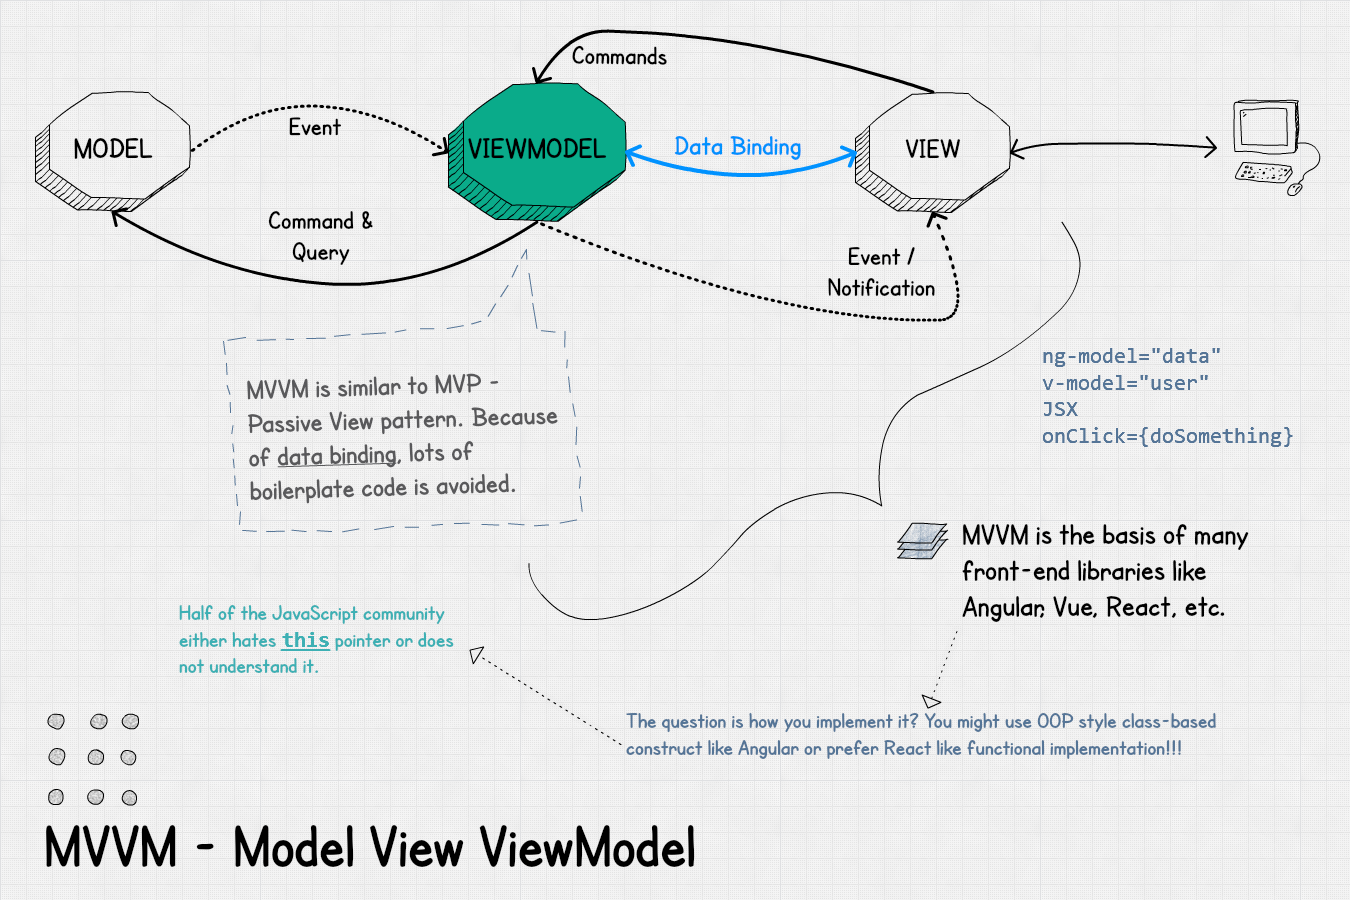 Commands
MODEL
Event
VIEWMODEL
Data Binding
VIEW
Command &
Query
Event /
Notification
MVVM is similar to MVP -
Passive View pattern. Because
of data binding, lots of
boilerplate code is avoided.
ng-model="data"
v-model="user"
JSX
onClick={doSomething}
MVVM is the basis of many
front-end libraries like
Angular, Vue, React, etc.
Half of the JavaScript community
either hates this pointer or does
not understand it.
The question is how you implement it? You might use OOP style class-based
construct like Angular or prefer React like functional implementation!!!
MVVM - Model View ViewModel